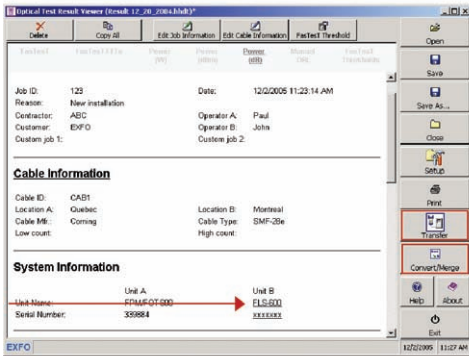 Optical Test Result Viewer (Result 12_20_2004.bhdt)*
Delete Copy All Edit Job Information Edit Cable Information FasTesT Threshold
Open
Power (dB)
Save
Job ID: 123 Date: 12/2/2005 11:23:14 AM
Reason: New installation
Save As...
Contractor: ABC Operator A: Paul
Customer: EXFO Operator B: John
Custom job 1: Custom job 2:
Close
Cable Information
Setup
Cable ID: CAB1
Location A: Quebec Location B: Montreal
Print
Cable Mfr.: Corning Cable Type: SMF-28e
Low count: High count:
Transfer
System Information
Convert/Merge
Unit A Unit B
Unit Name: FPM/FOT-600 FLS-600
Help About
Serial Number: 339884 xxxxxxx
Exit
EXFO 12/2/2005 11:27 AM